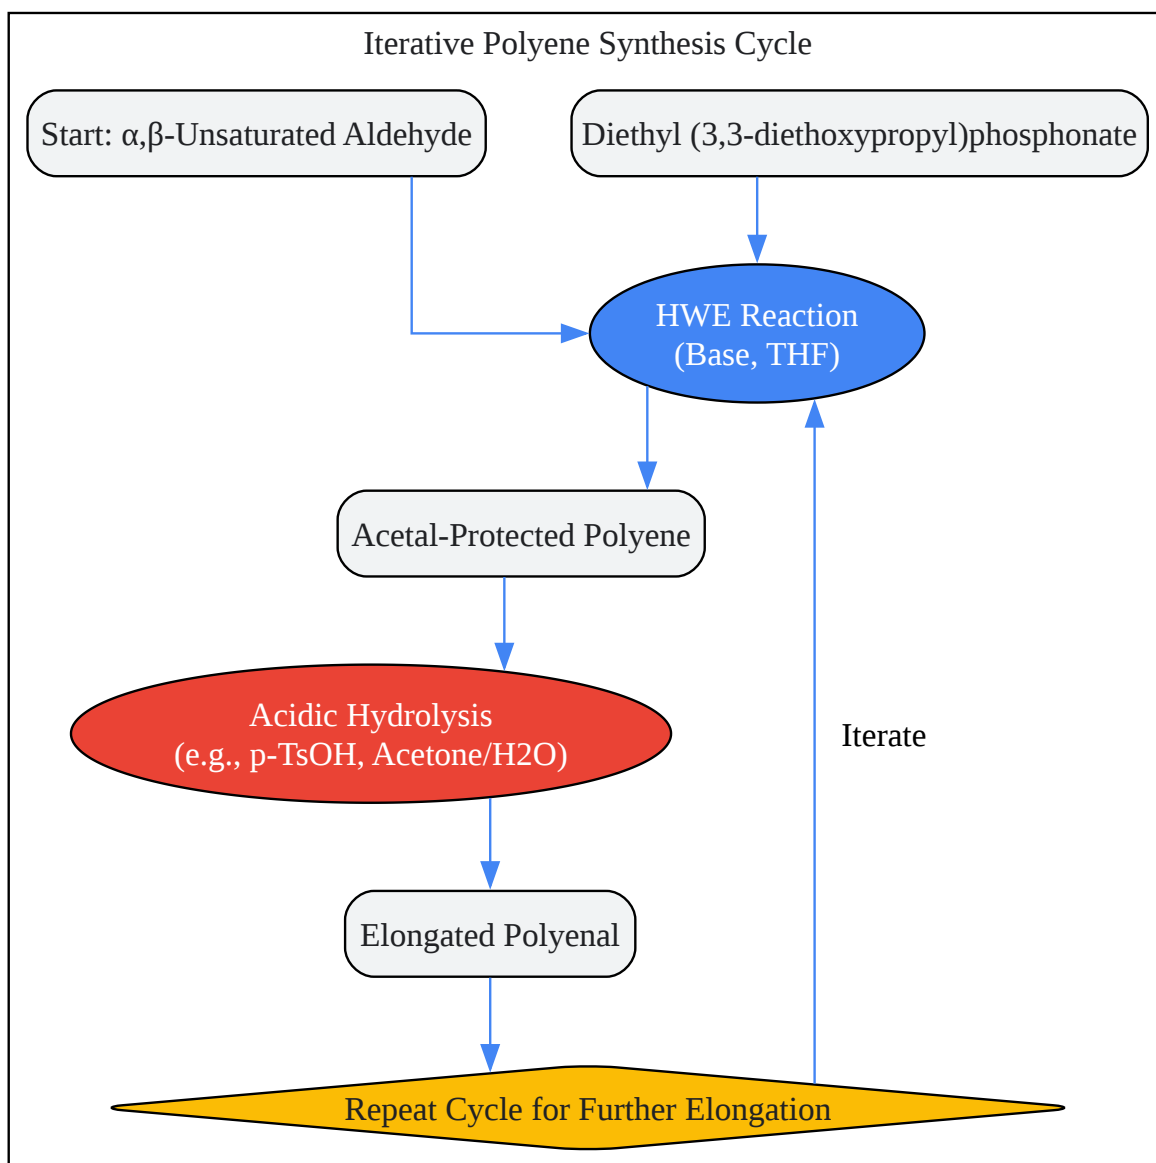 Iterative Polyene Synthesis Cycle
Start: α,β-Unsaturated Aldehyde
Diethyl (3,3-diethoxypropyl)phosphonate
HWE Reaction
(Base, THF)
Acetal-Protected Polyene
Acidic Hydrolysis
(e.g., p-TsOH, Acetone/H2O)
Iterate
Elongated Polyenal
Repeat Cycle for Further Elongation